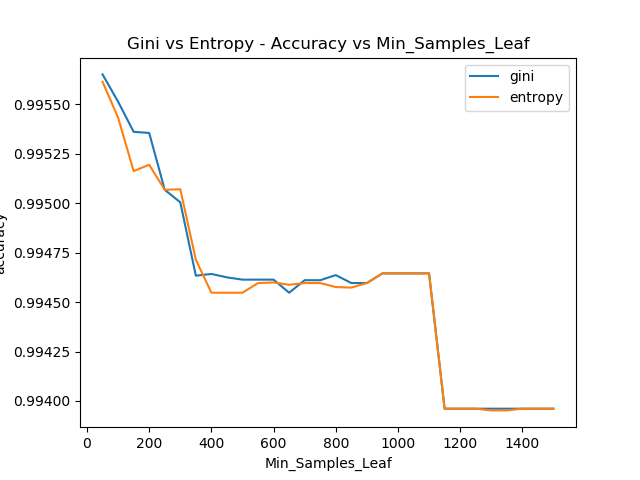 Gini vs Entropy - Accuracy vs Min_Samples_Leaf
gini
entropy
0.99550
0.99525
0.99500
0.99475
0.99450
0.99425
0.99400
accuracy
0 200 400 600 800 1000 1200 1400
Min_Samples_Leaf